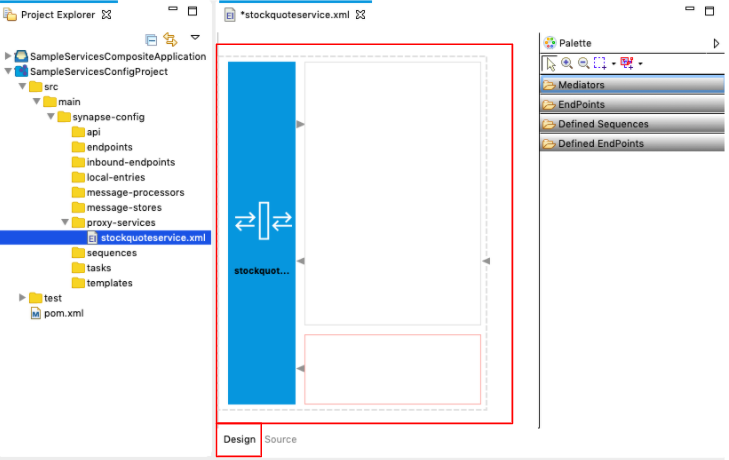 Project Explorer
SampleServicesCompositeApplication
SampleServicesConfigProject
src
main
synapse-config
api
endpoints
inbound-endpoints
local-entries
message-processors
message-stores
proxy-services
stockquoteservice.xml
sequences
tasks
templates
test
pom.xml
*stockquoteservice.xml
stockquot...
Design Source
Palette
Mediators
EndPoints
Defined Sequences
Defined EndPoints